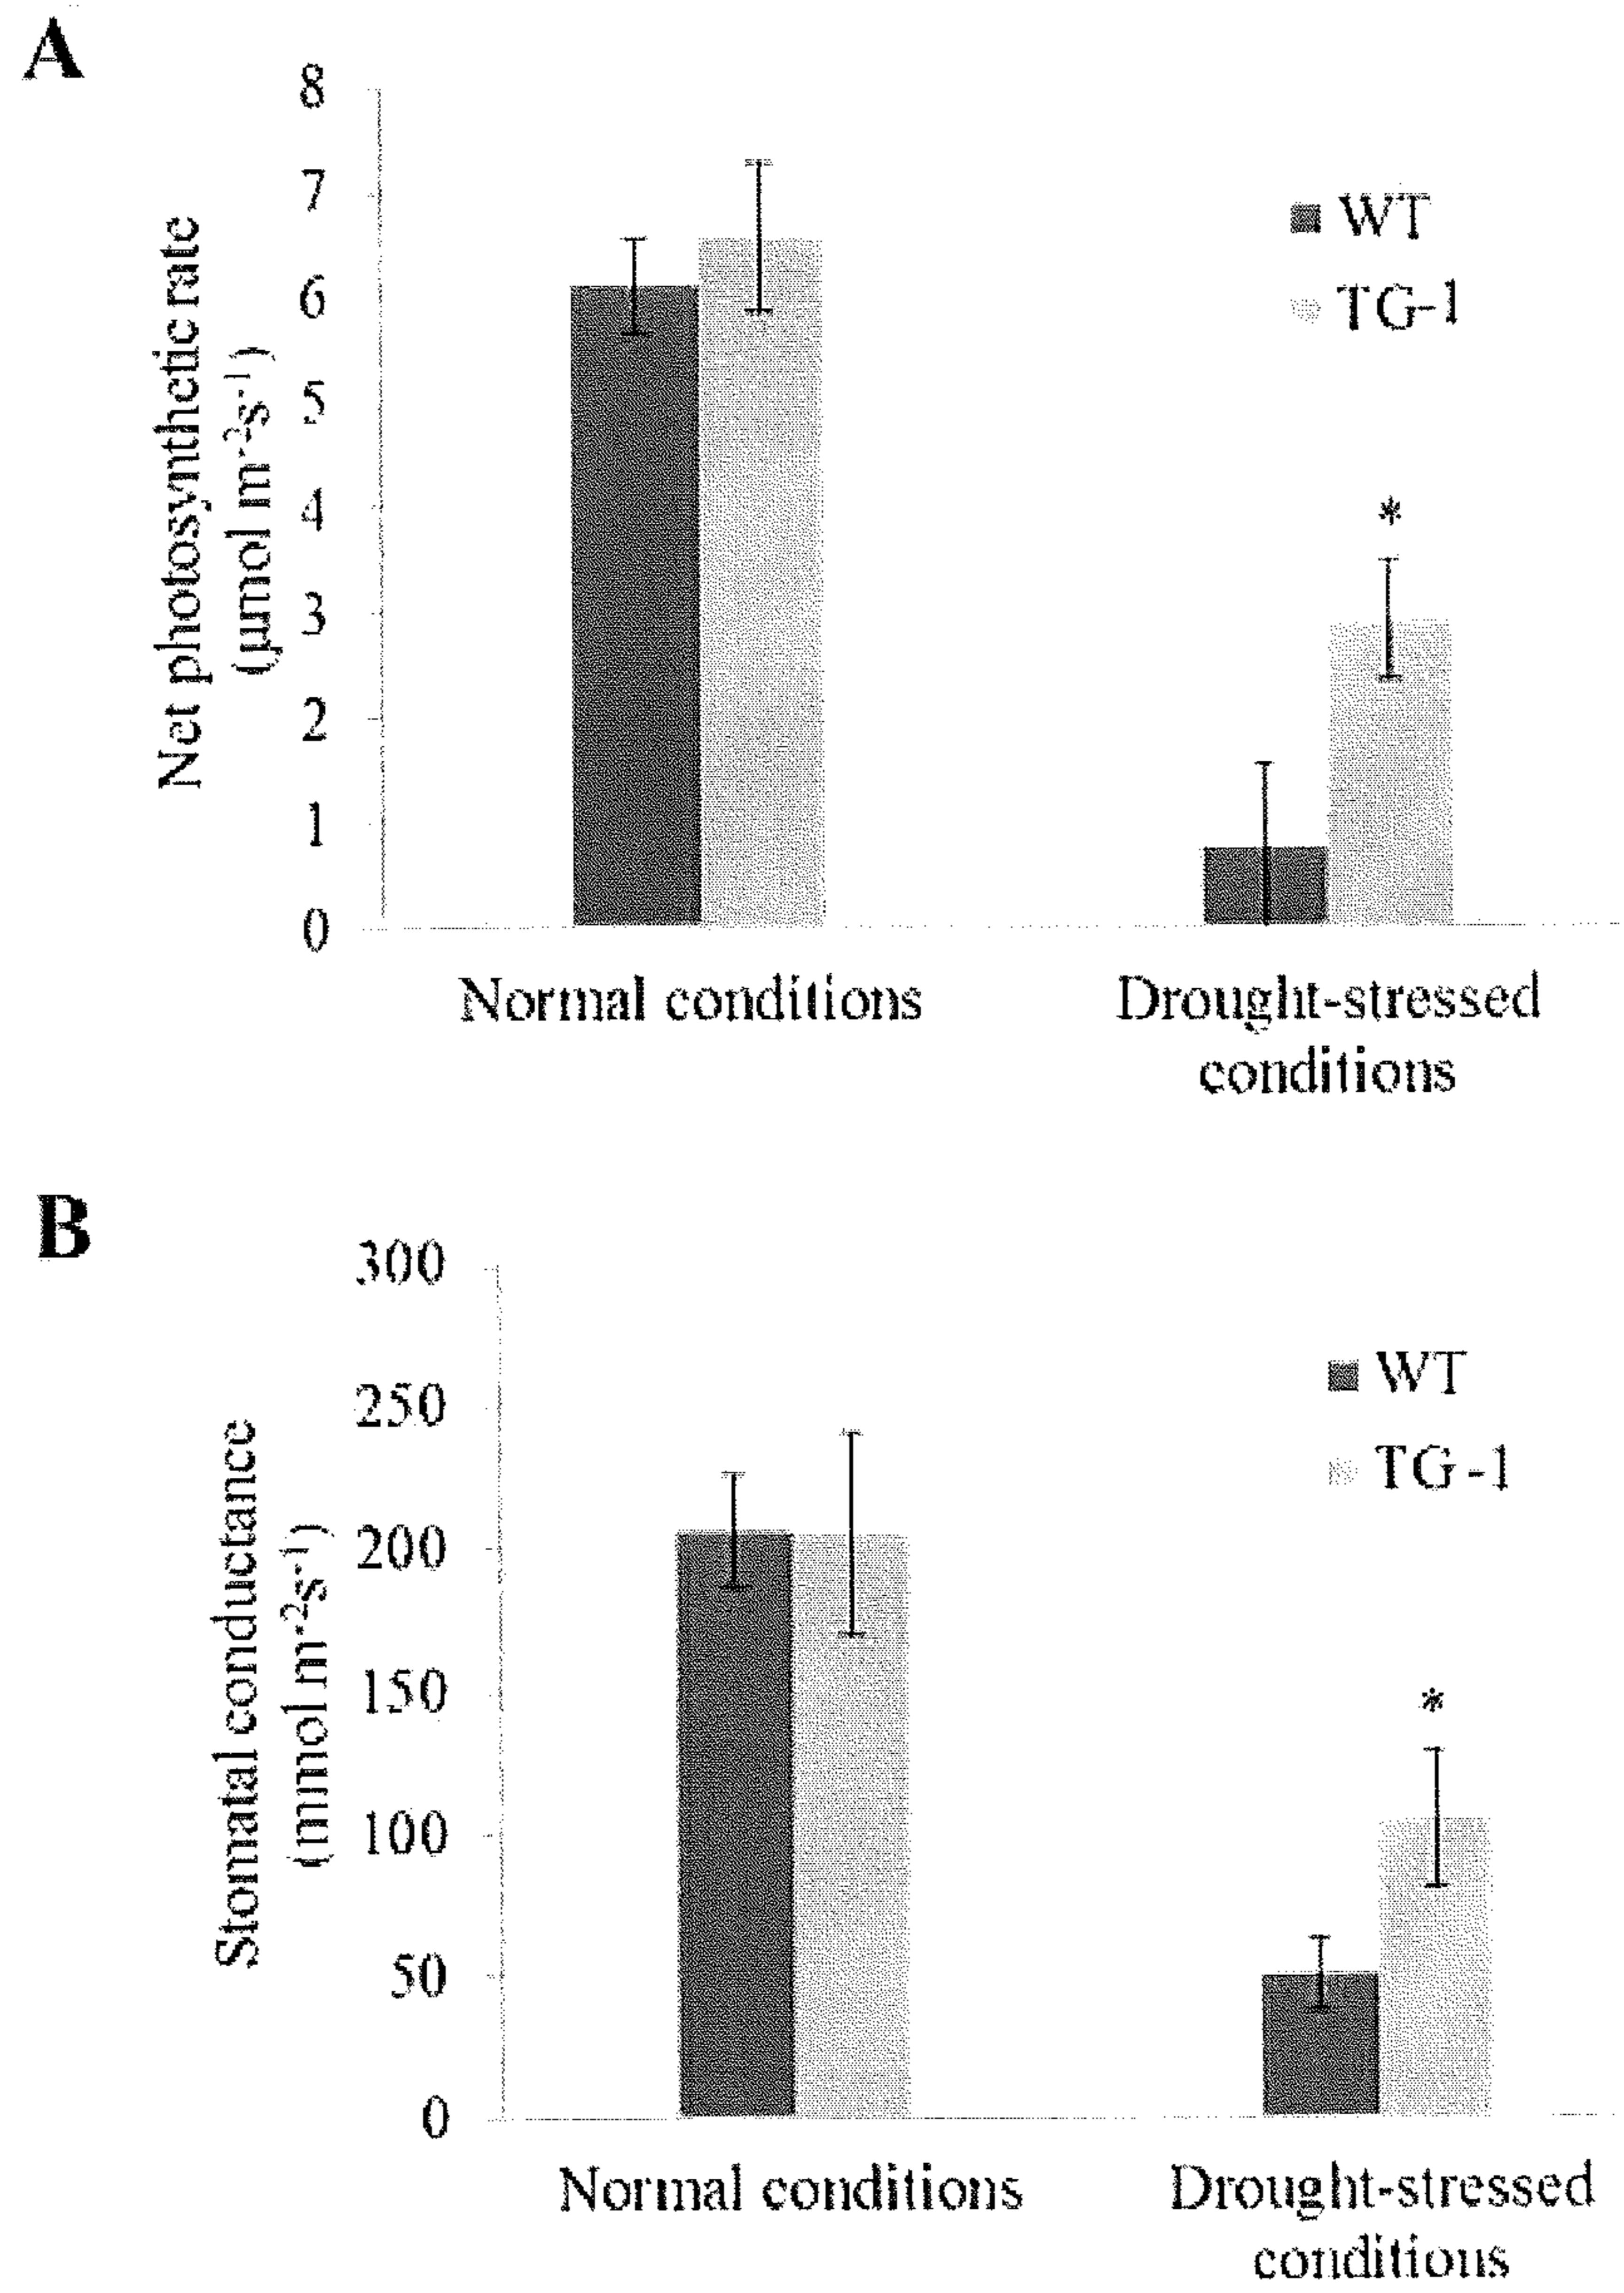 A
8
7
6
5
4
3
2
1
0
Net photosynthetic rate
(µmol m⁻²s⁻¹)
WT
TG-1
*
Normal conditions
Drought-stressed
conditions
B
300
250
200
150
100
50
0
Stomatal conductance
(mmol m⁻²s⁻¹)
WT
TG-1
*
Normal conditions
Drought-stressed
conditions